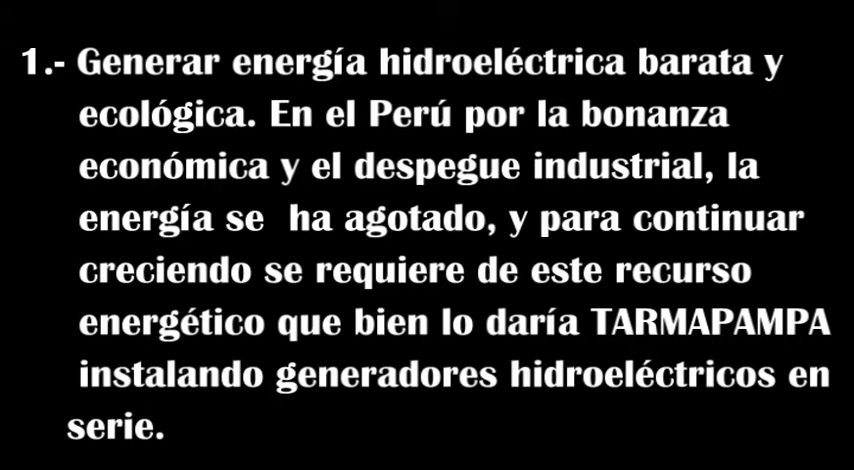 1.- Generar energía hidroeléctrica barata y
ecológica. En el Perú por la bonanza
económica y el despegue industrial, la
energía se ha agotado, y para continuar
creciendo se requiere de este recurso
energético que bien lo daría TARMAPAMPA
instalando generadores hidroeléctricos en
serie.